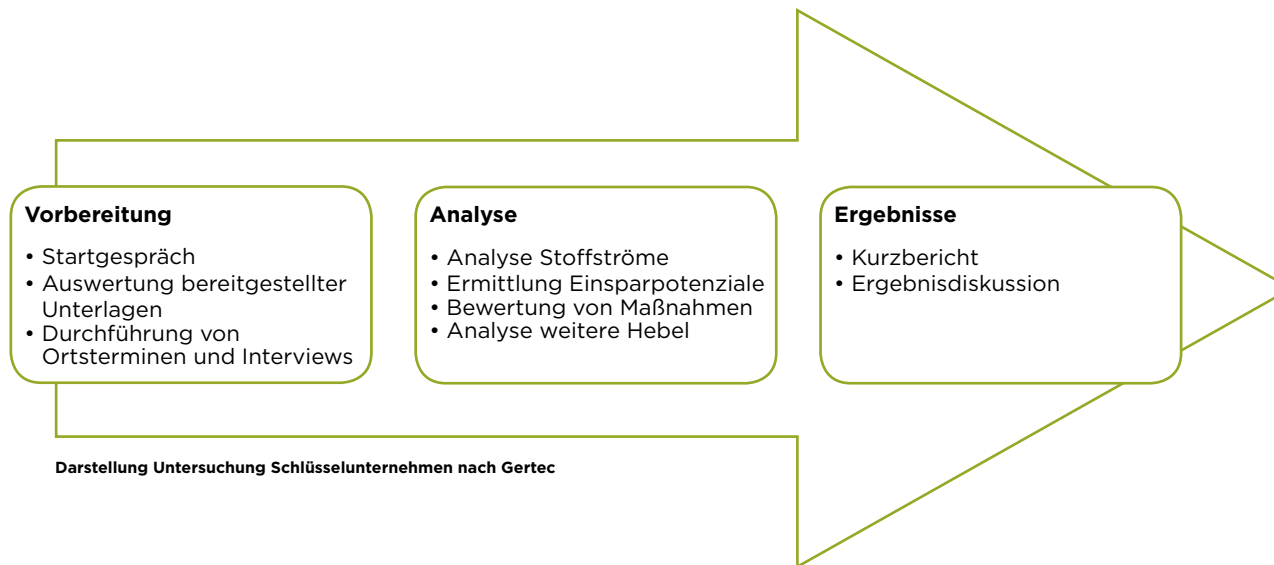 Vorbereitung
• Startgespräch
• Auswertung bereitgestellter
Unterlagen
• Durchführung von
Ortsterminen und Interviews
Analyse
• Analyse Stoffströme
• Ermittlung Einsparpotenziale
• Bewertung von Maßnahmen
• Analyse weitere Hebel
Ergebnisse
• Kurzbericht
• Ergebnisdiskussion
Darstellung Untersuchung Schlüsselunternehmen nach Gertec